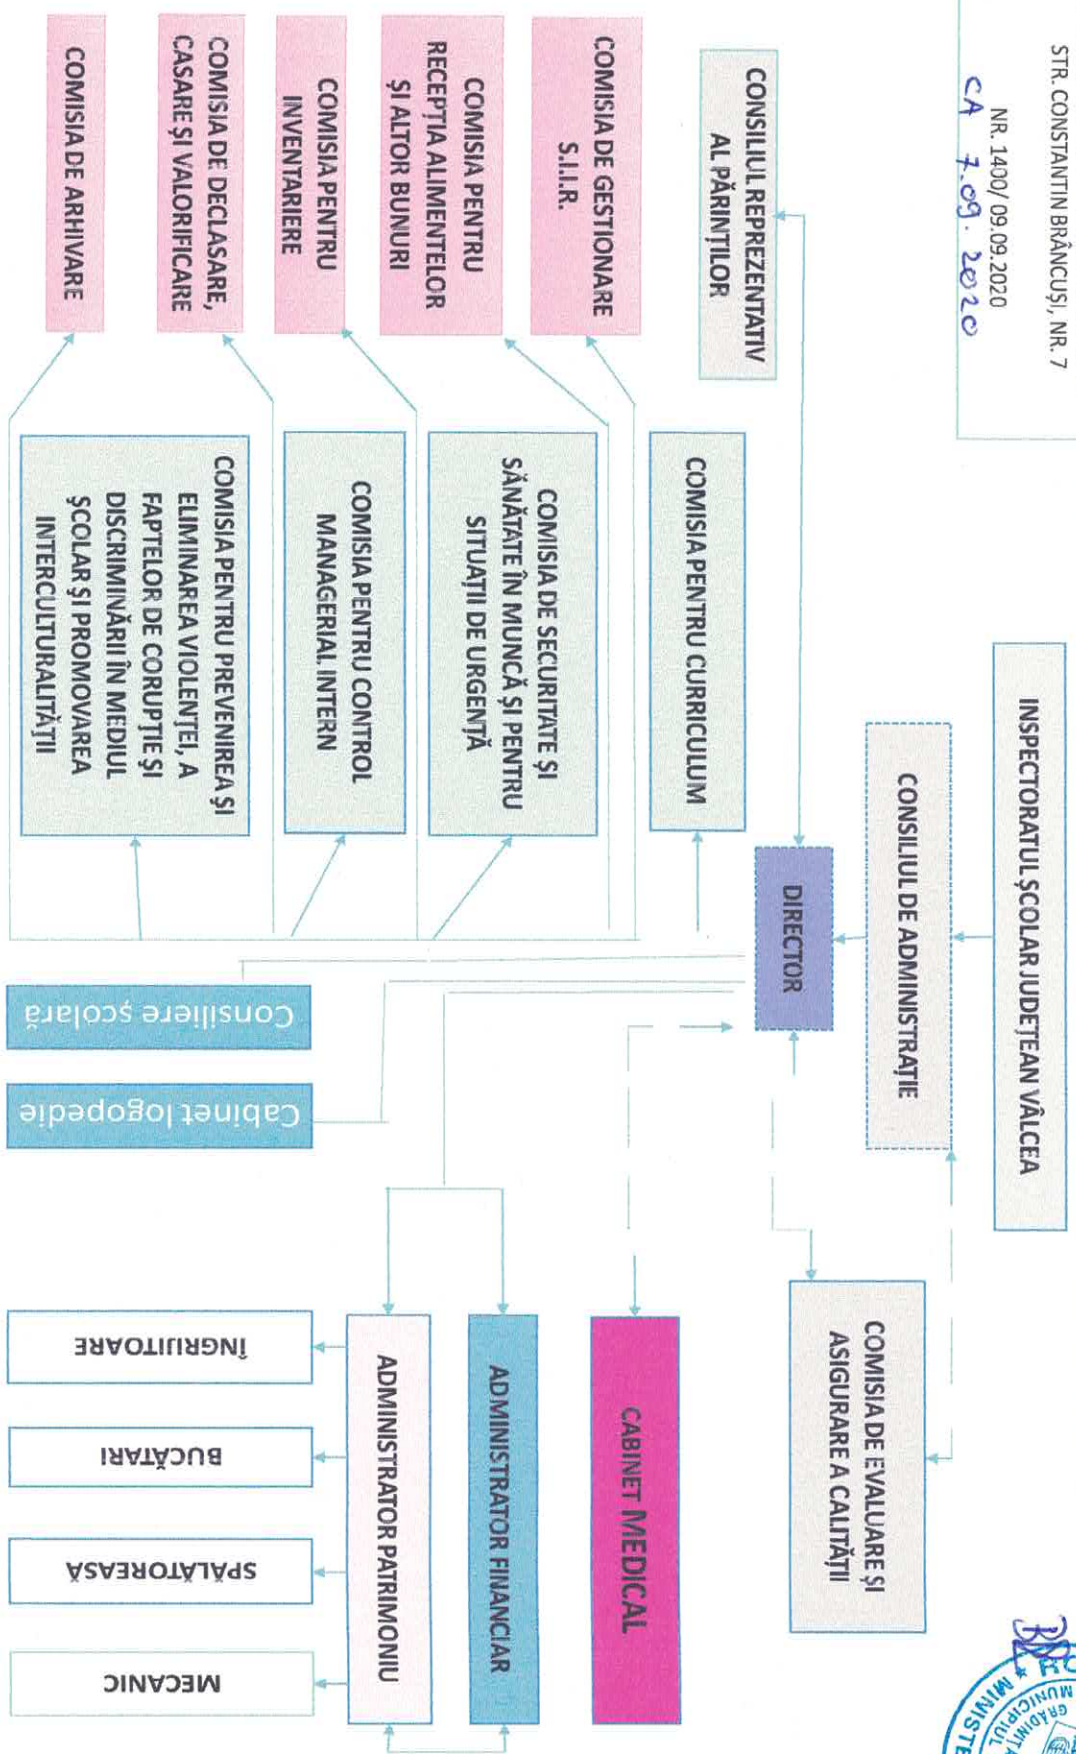 STR. CONSTANTIN BRÂNCUȘI, NR. 7
NR. 1400/ 09.09.2020
CA 7.09.2020
INSPECTORATUL ȘCOLAR JUDEȚEAN VÂLCEA
CONSILIUL DE ADMINISTRAȚIE
DIRECTOR
CONSILIUL REPREZENTATIV
AL PĂRINȚILOR
COMISIA DE EVALUARE ȘI
ASIGURARE A CALITĂȚII
COMISIA DE GESTIONARE
S.I.I.R.
COMISIA PENTRU
RECEPȚIA ALIMENTELOR
ȘI ALTOR BUNURI
COMISIA PENTRU
INVENTARIERE
COMISIA DE DECLASARE,
CASARE ȘI VALORIFICARE
COMISIA DE ARHIVARE
COMISIA PENTRU CURRICULUM
COMISIA DE SECURITATE ȘI
SĂNĂTATE ÎN MUNCĂ ȘI PENTRU
SITUAȚII DE URGENȚĂ
COMISIA PENTRU CONTROL
MANAGERIAL INTERN
COMISIA PENTRU PREVENIREA ȘI
ELIMINAREA VIOLENȚEI, A
FAPTELOR DE CORUPȚIE ȘI
DISCRIMINĂRII ÎN MEDIUL
ȘCOLAR ȘI PROMOVAREA
INTERCULTURALITĂȚII
Consiliere școlară
Cabinet logopedie
CABINET MEDICAL
ADMINISTRATOR FINANCIAR
ADMINISTRATOR PATRIMONIU
ÎNGRIJITOARE
BUCĂTARI
SPĂLĂTOREASĂ
MECANIC
MUNICIPIUL